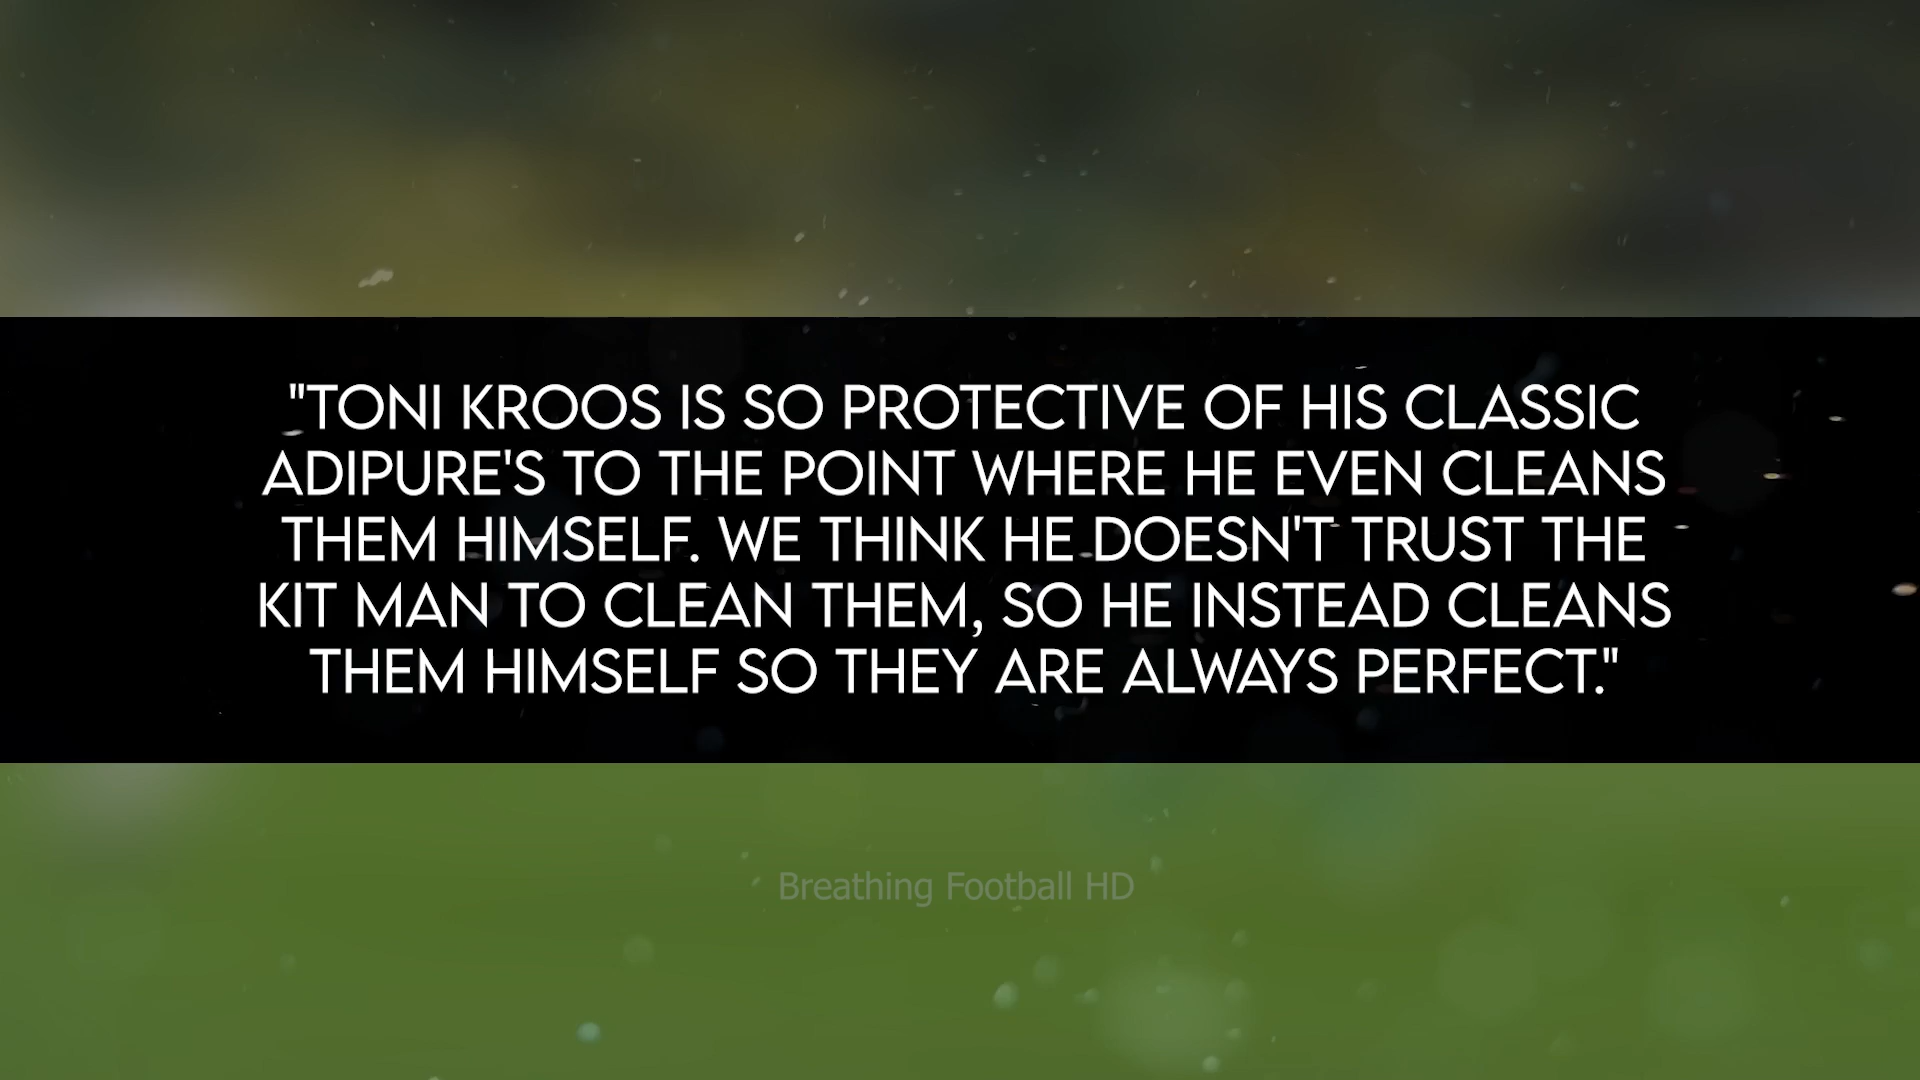 "TONI KROOS IS SO PROTECTIVE OF HIS CLASSIC
ADIPURE'S TO THE POINT WHERE HE EVEN CLEANS
THEM HIMSELF. WE THINK HE DOESN'T TRUST THE
KIT MAN TO CLEAN THEM, SO HE INSTEAD CLEANS
THEM HIMSELF SO THEY ARE ALWAYS PERFECT."
Breathing Football HD